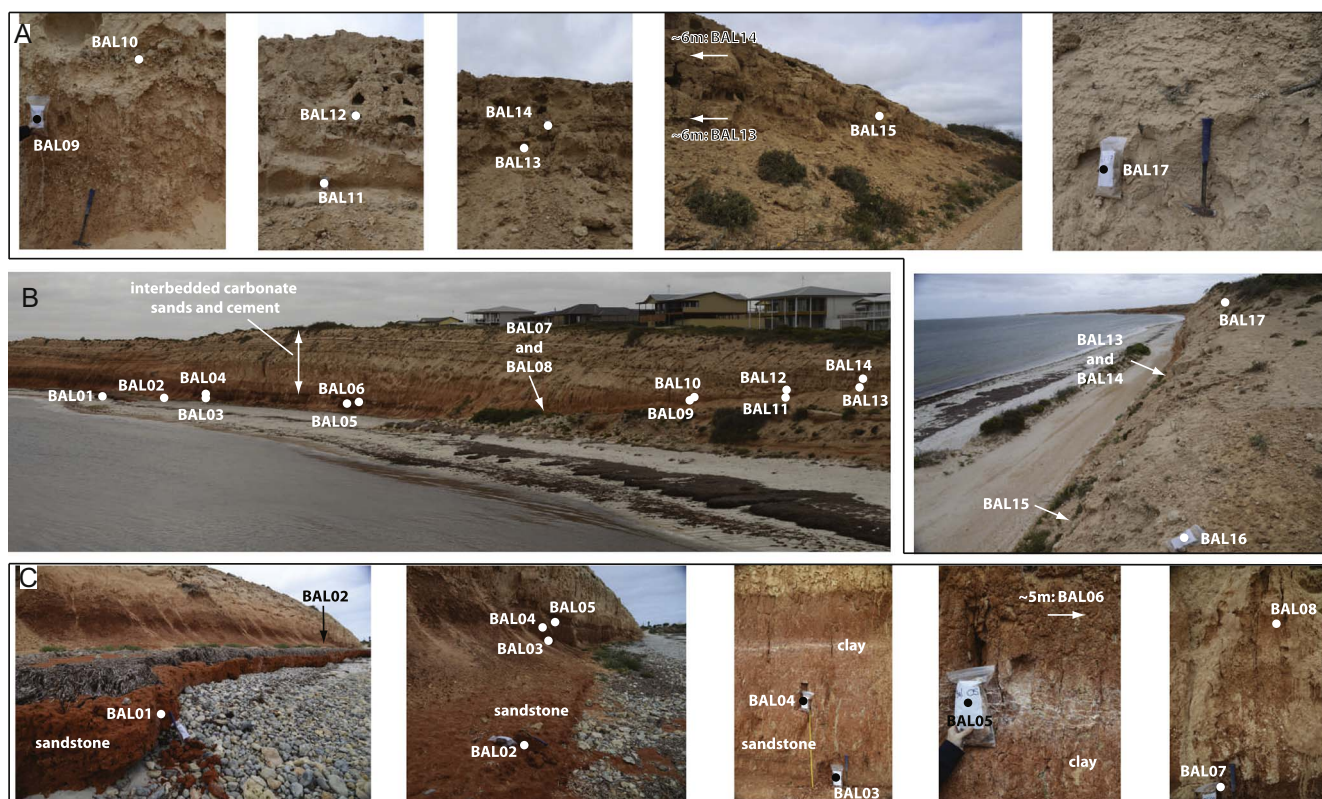 A
BAL10
BAL09
BAL12
BAL11
BAL14
BAL13
~6m: BAL14
~6m: BAL13
BAL15
BAL17
B
interbedded carbonate
sands and cement
BAL01
BAL02
BAL04
BAL03
BAL06
BAL05
BAL07
and
BAL08
BAL10
BAL09
BAL12
BAL11
BAL14
BAL13
BAL17
BAL13
and
BAL14
BAL15
BAL16
C
BAL02
BAL01
sandstone
BAL05
BAL04
BAL03
sandstone
BAL02
clay
BAL04
sandstone
BAL03
~5m: BAL06
BAL05
clay
BAL08
BAL07